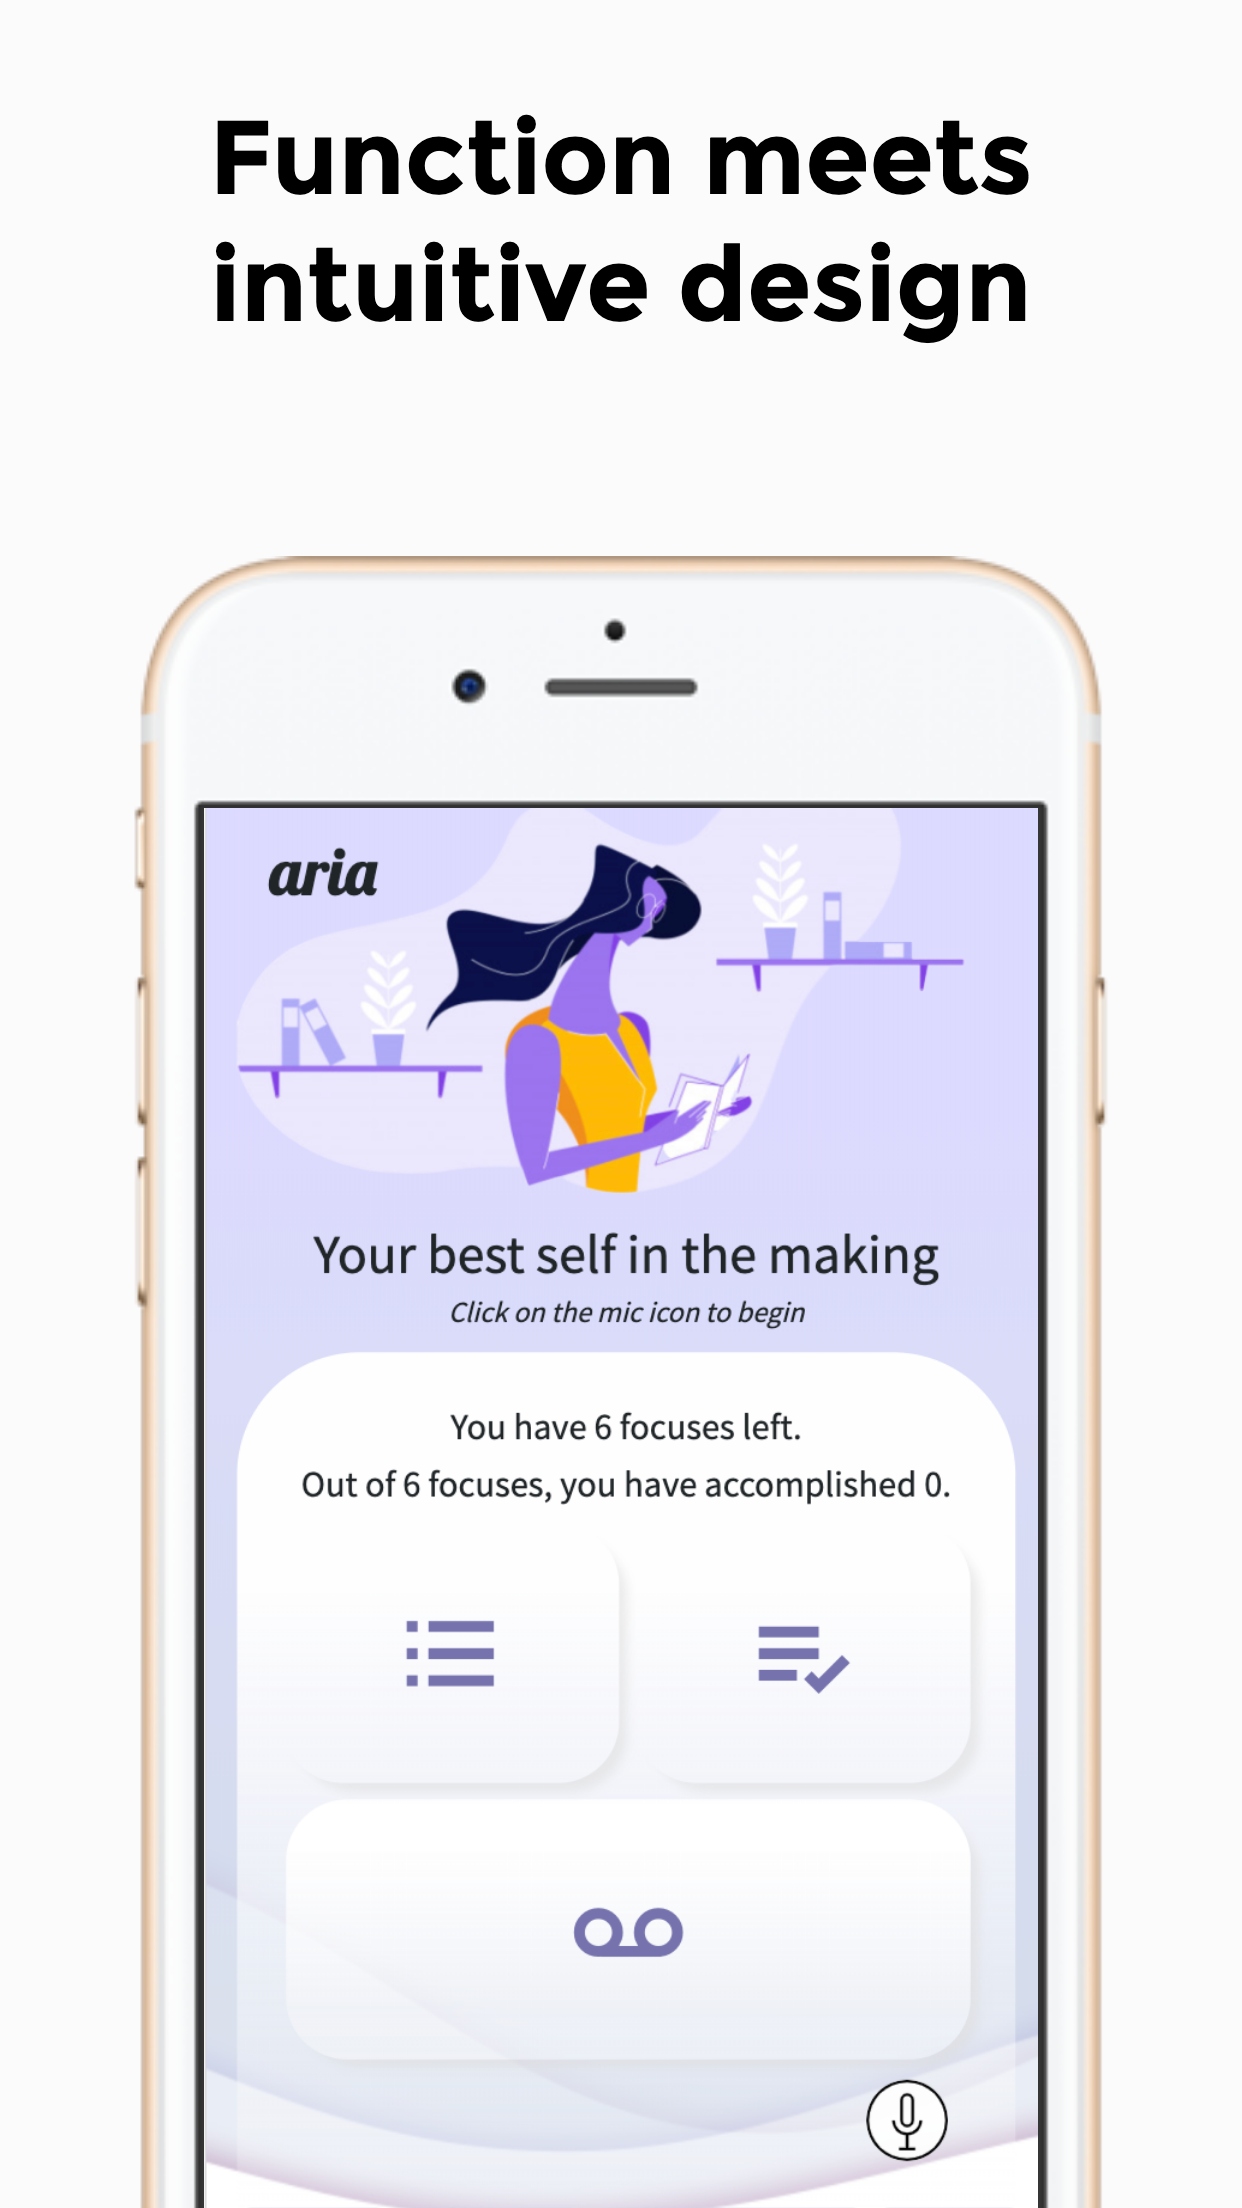 Function meets
intuitive design
aria
Your best self in the making
Click on the mic icon to begin
You have 6 focuses left.
Out of 6 focuses, you have accomplished 0.